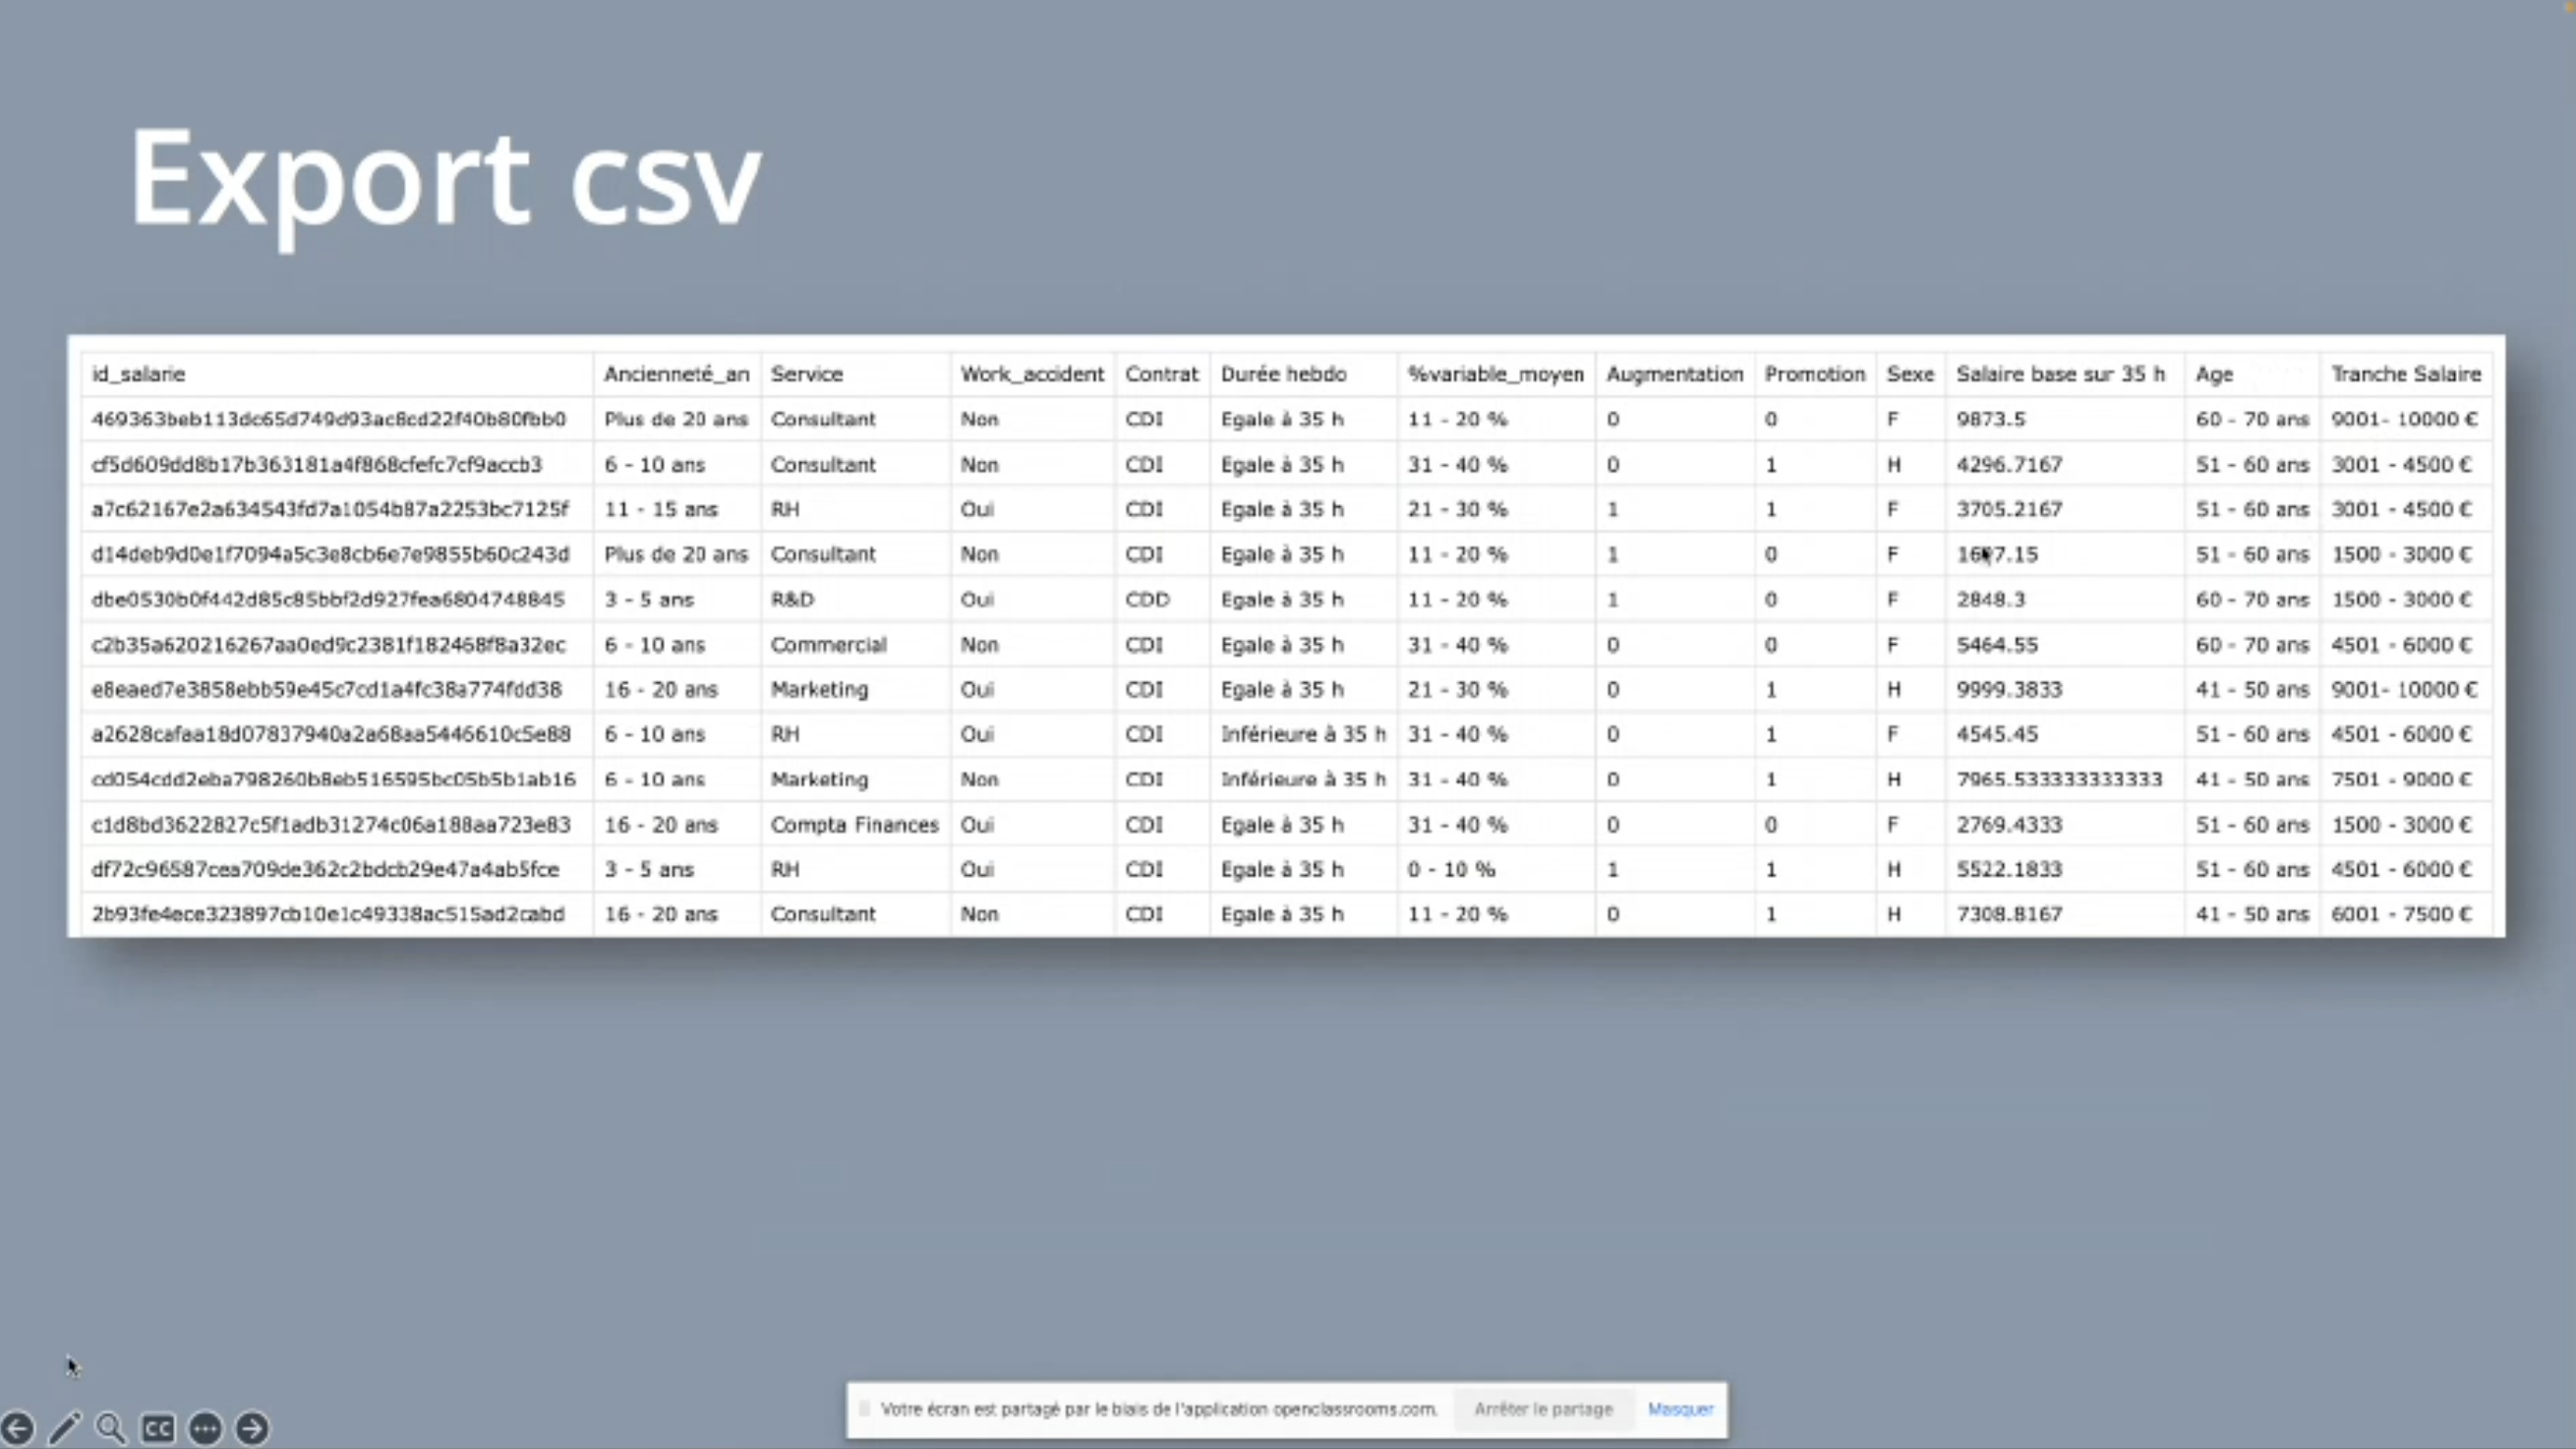 Export csv
id_salarie Ancienneté_an Service Work_accident Contrat Durée hebdo %variable_moyen Augmentation Promotion Sexe Salaire base sur 35 h Age Tranche Salaire
469363beb113dc65d749d93ac8cd22f40b80fbb0 Plus de 20 ans Consultant Non CDI Egale à 35 h 11 - 20 % 0 0 F 9873.5 60 - 70 ans 9001- 10000 €
cf5d609dd8b17b363181a4f868cfefc7cf9accb3 6 - 10 ans Consultant Non CDI Egale à 35 h 31 - 40 % 0 1 H 4296.7167 51 - 60 ans 3001 - 4500 €
a7c62167e2a634543fd7a1054b87a2253bc7125f 11 - 15 ans RH Oui CDI Egale à 35 h 21 - 30 % 1 1 F 3705.2167 51 - 60 ans 3001 - 4500 €
d14deb9d0e1f7094a5c3e8cb6e7e9855b60c243d Plus de 20 ans Consultant Non CDI Egale à 35 h 11 - 20 % 1 0 F 51 - 60 ans 1500 - 3000 €
dbe0530b0f442d85c85bbf2d927fea6804748845 3 - 5 ans R&D Oui CDD Egale à 35 h 11 - 20 % 1 0 F 2848.3 60 - 70 ans 1500 - 3000 €
c2b35a620216267aa0ed9c2381f182468f8a32ec 6 - 10 ans Commercial Non CDI Egale à 35 h 31 - 40 % 0 0 F 5464.55 60 - 70 ans 4501 - 6000 €
e8eaed7e3858ebb59e45c7cd1a4fc38a774fdd38 16 - 20 ans Marketing Oui CDI Egale à 35 h 21 - 30 % 0 1 H 9999.3833 41 - 50 ans 9001- 10000 €
a2628cafaa18d07837940a2a68aa5446610c5e88 6 - 10 ans RH Oui CDI Inférieure à 35 h 31 - 40 % 0 1 F 4545.45 51 - 60 ans 4501 - 6000 €
cd054cdd2eba798260b8eb516595bc05b5b1ab16 6 - 10 ans Marketing Non CDI Inférieure à 35 h 31 - 40 % 0 1 H 7965.533333333333 41 - 50 ans 7501 - 9000 €
c1d8bd3622827c5f1adb31274c06a188aa723e83 16 - 20 ans Compta Finances Oui CDI Egale à 35 h 31 - 40 % 0 0 F 2769.4333 51 - 60 ans 1500 - 3000 €
df72c96587cea709de362c2bdcb29e47a4ab5fce 3 - 5 ans RH Oui CDI Egale à 35 h 0 - 10 % 1 1 H 5522.1833 51 - 60 ans 4501 - 6000 €
2b93fe4ece323897cb10e1c49338ac515ad2cabd 16 - 20 ans Consultant Non CDI Egale à 35 h 11 - 20 % 0 1 H 7308.8167 41 - 50 ans 6001 - 7500 €
CC
Votre écran est partagé par le biais de l'application openclassrooms.com. Arrêter le partage Masquer